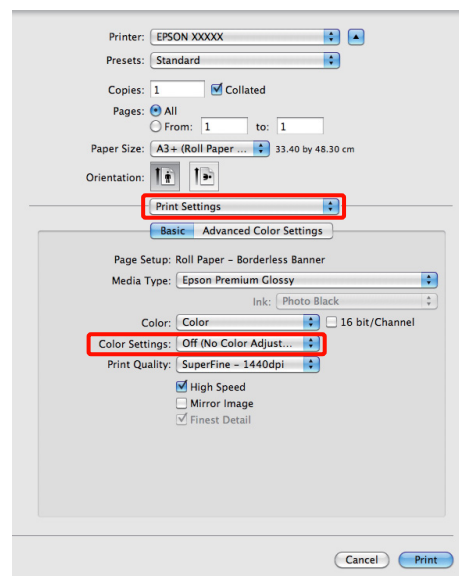 Printer: EPSON XXXXX
Presets: Standard
Copies: 1 Collated
Pages: All
From: 1 to: 1
Paper Size: A3+ (Roll Paper ... 33.40 by 48.30 cm
Orientation:
Print Settings
Basic Advanced Color Settings
Page Setup: Roll Paper - Borderless Banner
Media Type: Epson Premium Glossy
Ink: Photo Black
Color: Color 16 bit/Channel
Color Settings: Off (No Color Adjust...
Print Quality: SuperFine - 1440dpi
High Speed
Mirror Image
Finest Detail
Cancel Print